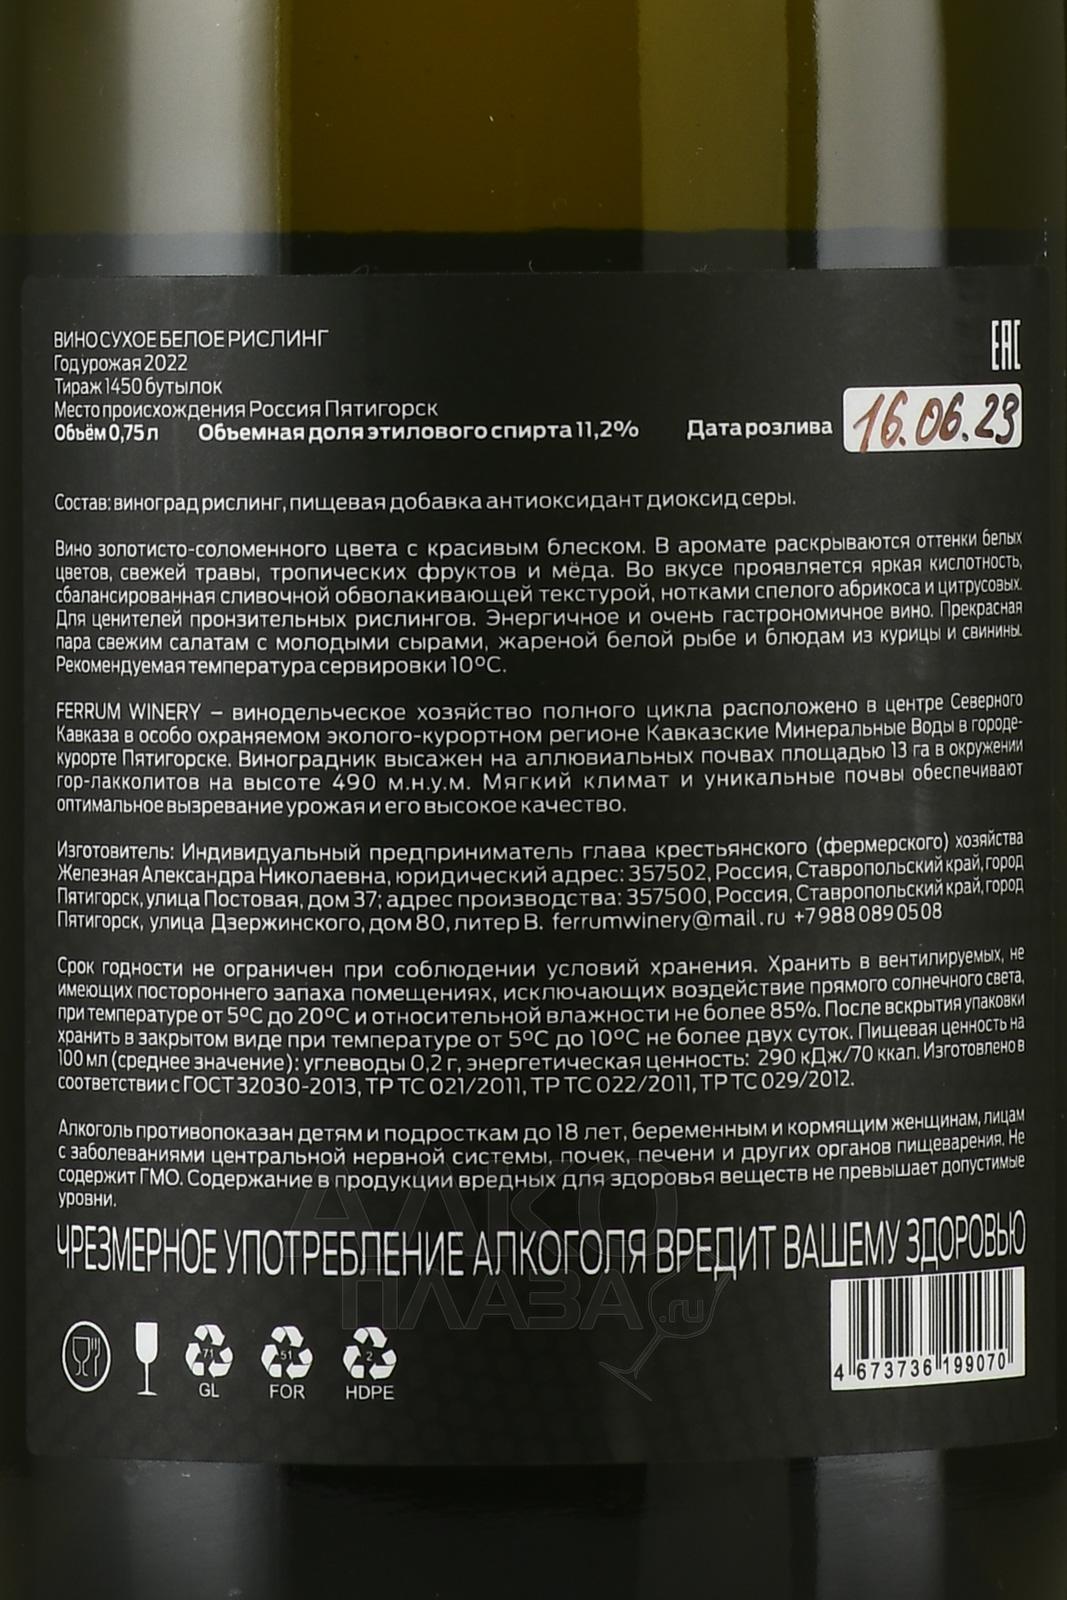 ВИНО СУХОЕ БЕЛОЕ РИСЛИНГ
Год урожая 2022
Тираж 1450 бутылок
Место происхождения Россия Пятигорск
Объём 0,75 л Объемная доля этилового спирта 11,2% Дата розлива 16.06.23
EAC
Состав: виноград рислинг, пищевая добавка антиоксидант диоксид серы.
Вино золотисто-соломенного цвета с красивым блеском. В аромате раскрываются оттенки белых
цветов, свежей травы, тропических фруктов и мёда. Во вкусе проявляется яркая кислотность,
сбалансированная сливочной обволакивающей текстурой, нотками спелого абрикоса и цитрусовых.
Для ценителей пронзительных рислингов. Энергичное и очень гастрономичное вино. Прекрасная
пара свежим салатам с молодыми сырами, жареной белой рыбе и блюдам из курицы и свинины.
Рекомендуемая температура сервировки 10°С.
FERRUM WINERY – винодельческое хозяйство полного цикла расположено в центре Северного
Кавказа в особо охраняемом эколого-курортном регионе Кавказские Минеральные Воды в городе-
курорте Пятигорске. Виноградник высажен на аллювиальных почвах площадью 13 га в окружении
гор-лакколитов на высоте 490 м.н.у.м. Мягкий климат и уникальные почвы обеспечивают
оптимальное вызревание урожая и его высокое качество.
Изготовитель: Индивидуальный предприниматель глава крестьянского (фермерского) хозяйства
Железная Александра Николаевна, юридический адрес: 357502, Россия, Ставропольский край, город
Пятигорск, улица Постовая, дом 37; адрес производства: 357500, Россия, Ставропольский край, город
Пятигорск, улица Дзержинского, дом 80, литер В. ferrumwinery@mail.ru +7 988 089 05 08
Срок годности не ограничен при соблюдении условий хранения. Хранить в вентилируемых, не
имеющих постороннего запаха помещениях, исключающих воздействие прямого солнечного света,
при температуре от 5°С до 20°С и относительной влажности не более 85%. После вскрытия упаковки
хранить в закрытом виде при температуре от 5°С до 10°С не более двух суток. Пищевая ценность на
100 мл (среднее значение): углеводы 0,2 г, энергетическая ценность: 290 кДж/70 ккал. Изготовлено в
соответствии с ГОСТ 32030-2013, ТР ТС 021/2011, ТР ТС 022/2011, ТР ТС 029/2012.
Алкоголь противопоказан детям и подросткам до 18 лет, беременным и кормящим женщинам, лицам
с заболеваниями центральной нервной системы, почек, печени и других органов пищеварения. Не
содержит ГМО. Содержание в продукции вредных для здоровья веществ не превышает допустимые
уровни.
ЧРЕЗМЕРНОЕ УПОТРЕБЛЕНИЕ АЛКОГОЛЯ ВРЕДИТ ВАШЕМУ ЗДОРОВЬЮ
АЛКО
ПЛАЗА.ru
71 51 2
GL FOR HDPE
4 673736 199070